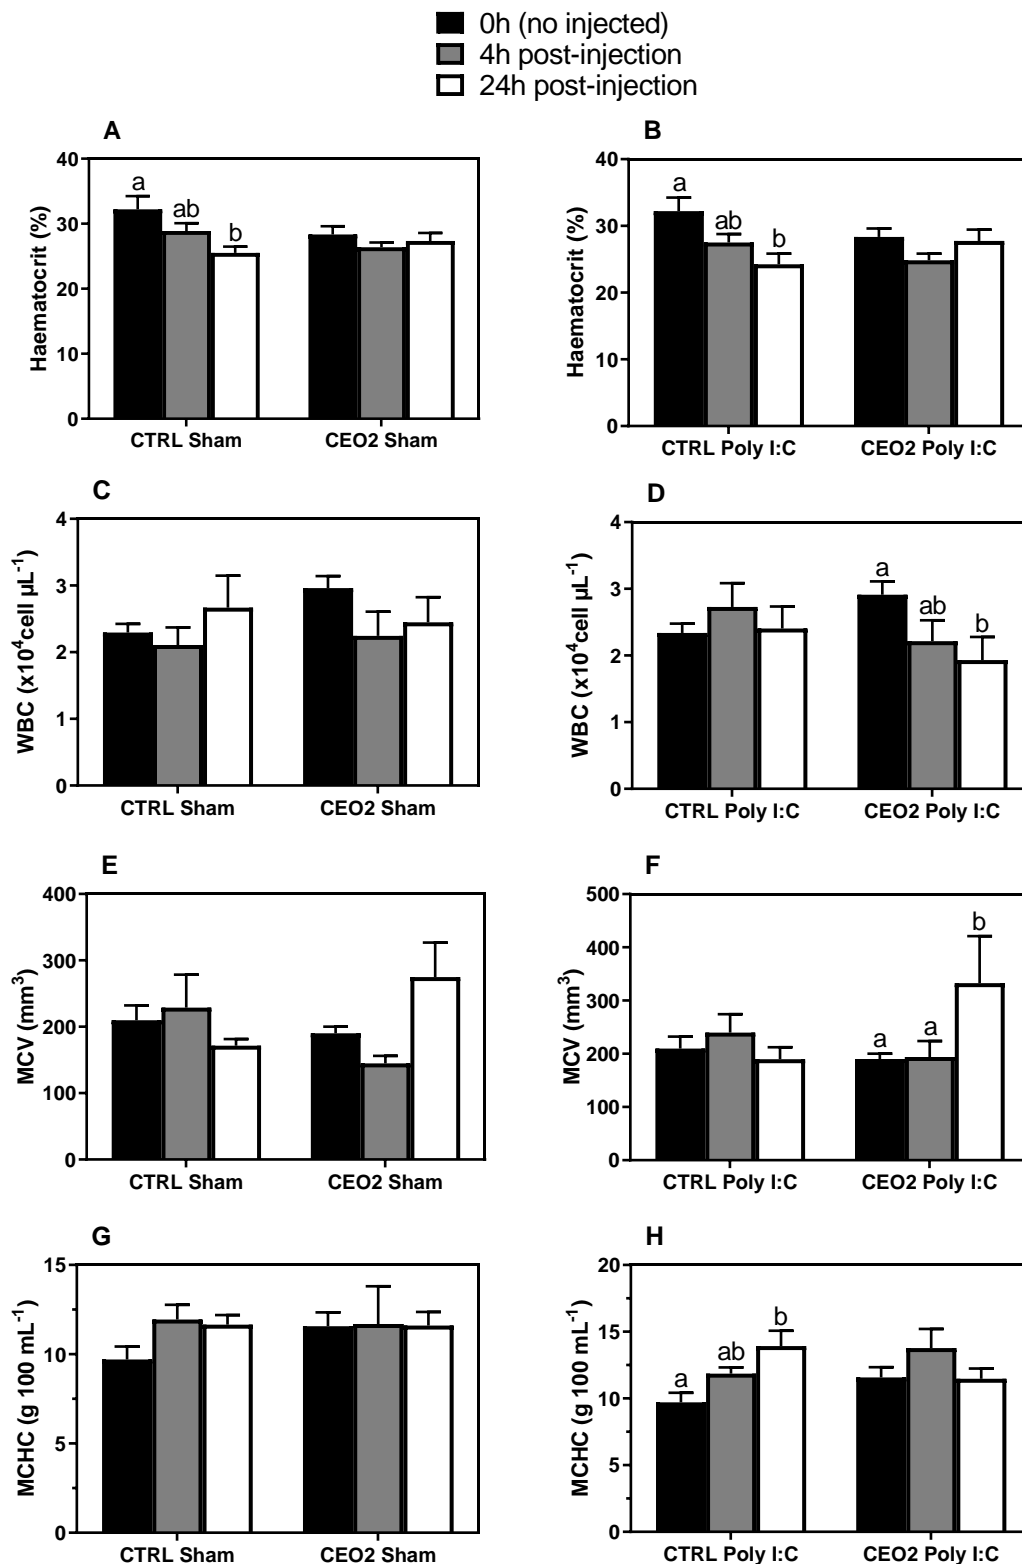 0h (no injected)
4h post-injection
24h post-injection
A
Haematocrit (%)
40
30
20
10
0
a
ab
b
CTRL Sham
CEO2 Sham
B
Haematocrit (%)
40
30
20
10
0
a
ab
b
CTRL Poly I:C
CEO2 Poly I:C
C
WBC (x10⁴cell µL⁻¹)
4
3
2
1
0
CTRL Sham
CEO2 Sham
D
WBC (x10⁴cell µL⁻¹)
4
3
2
1
0
a
ab
b
CTRL Poly I:C
CEO2 Poly I:C
E
MCV (mm³)
400
300
200
100
0
CTRL Sham
CEO2 Sham
F
MCV (mm³)
500
400
300
200
100
0
a
a
b
CTRL Poly I:C
CEO2 Poly I:C
G
MCHC (g 100 mL⁻¹)
15
10
5
0
CTRL Sham
CEO2 Sham
H
MCHC (g 100 mL⁻¹)
20
15
10
5
0
a
ab
b
CTRL Poly I:C
CEO2 Poly I:C